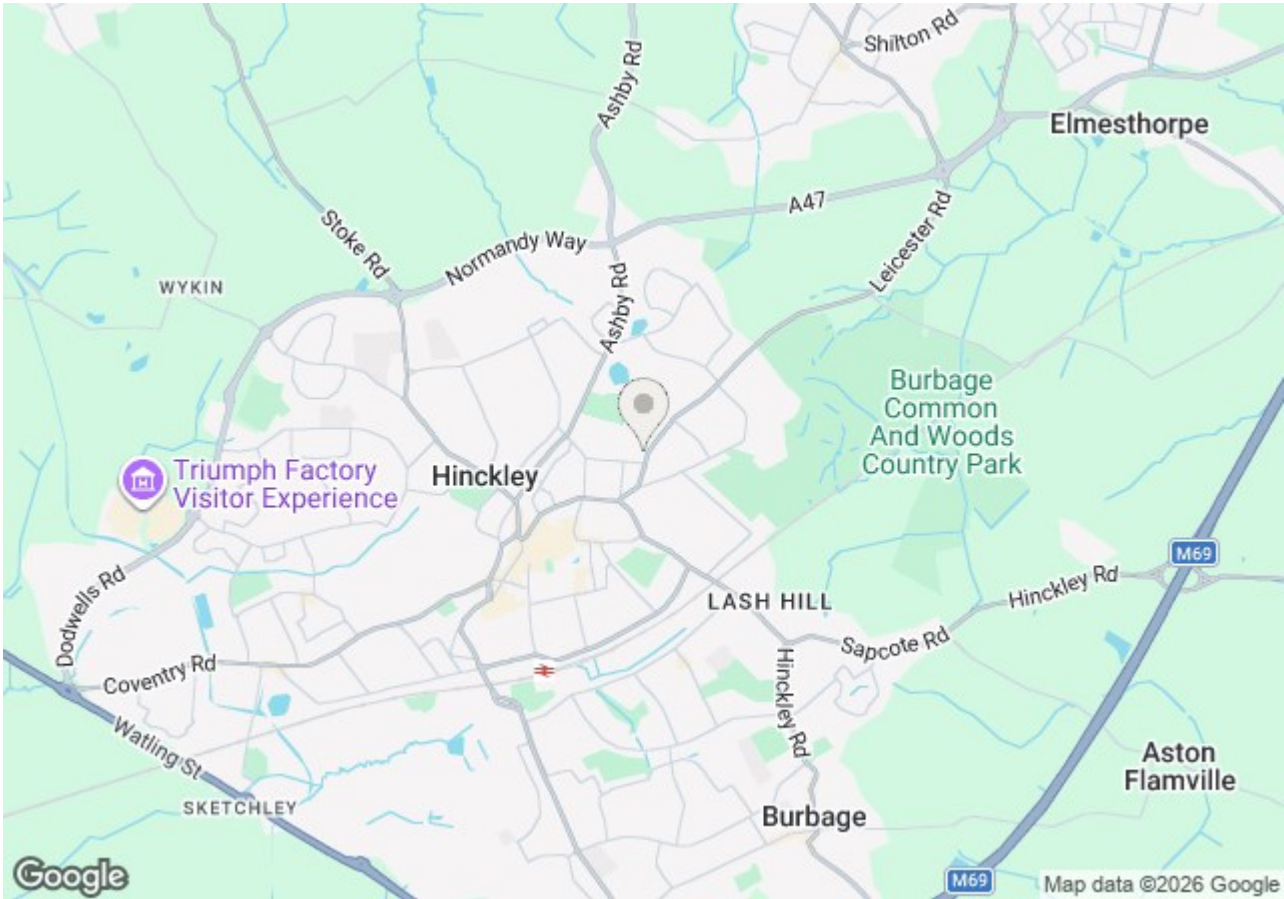 Shilton Rd
Ashby Rd
Elmesthorpe
A47
Leicester Rd
Stoke Rd
Normandy Way
WYKIN
Ashby Rd
Burbage
Common
And Woods
Country Park
Triumph Factory
Visitor Experience
Hinckley
M69
Dodwells Rd
LASH HILL
Hinckley Rd
Sapcote Rd
Coventry Rd
Hinckley Rd
Watling St
Aston
Flamville
SKETCHLEY
Burbage
Google
M69
Map data ©2026 Google